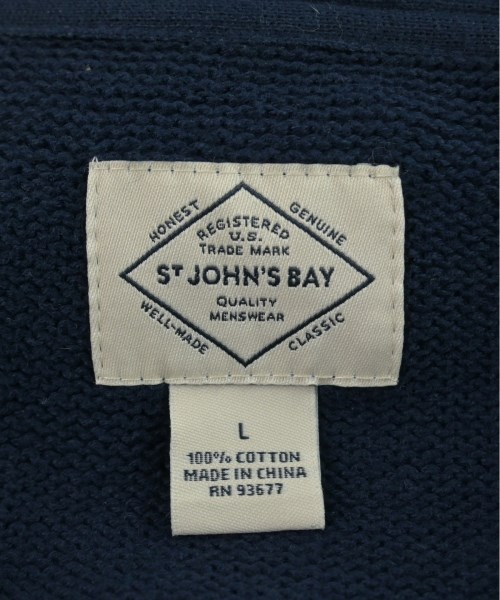 HONEST
GENUINE
REGISTERED
U.S.
TRADE MARK
ST JOHN'S BAY
QUALITY
MENSWEAR
WELL-MADE
CLASSIC
L
100% COTTON
MADE IN CHINA
RN 93677